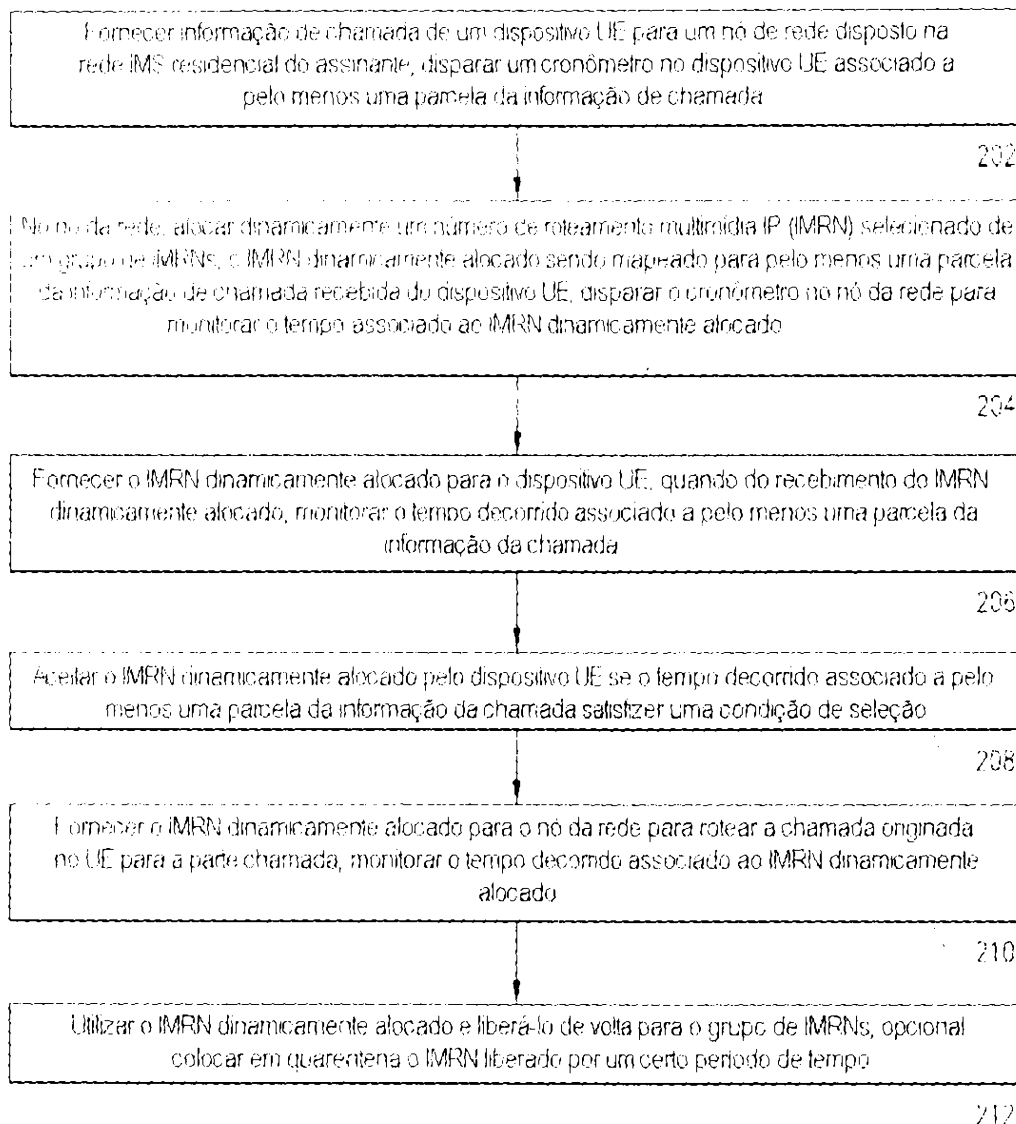 Fornecer informação de chamada de um dispositivo UE para um nó de rede disposto na
rede IMS residencial do assinante, disparar um cronômetro no dispositivo UE associado a
pelo menos uma parcela da informação de chamada
202
No nó da rede, alocar dinamicamente um número de roteamento multimídia IP (IMRN) selecionado de
um grupo de IMRNs, o IMRN dinamicamente alocado sendo mapeado para pelo menos uma parcela
da informação de chamada recebida do dispositivo UE, disparar o cronômetro no nó da rede para
monitorar o tempo associado ao IMRN dinamicamente alocado
204
Fornecer o IMRN dinamicamente alocado para o dispositivo UE, quando do recebimento do IMRN
dinamicamente alocado, monitorar o tempo decorrido associado a pelo menos uma parcela da
informação da chamada
206
Aceitar o IMRN dinamicamente alocado pelo dispositivo UE se o tempo decorrido associado a pelo
menos uma parcela da informação da chamada satisfizer uma condição de seleção
208
Fornecer o IMRN dinamicamente alocado para o nó da rede para rotear a chamada originada
no UE para a parte chamada, monitorar o tempo decorrido associado ao IMRN dinamicamente
alocado
210
Utilizar o IMRN dinamicamente alocado e liberá-lo de volta para o grupo de IMRNs, opcional
colocar em quarentena o IMRN liberado por um certo período de tempo
212